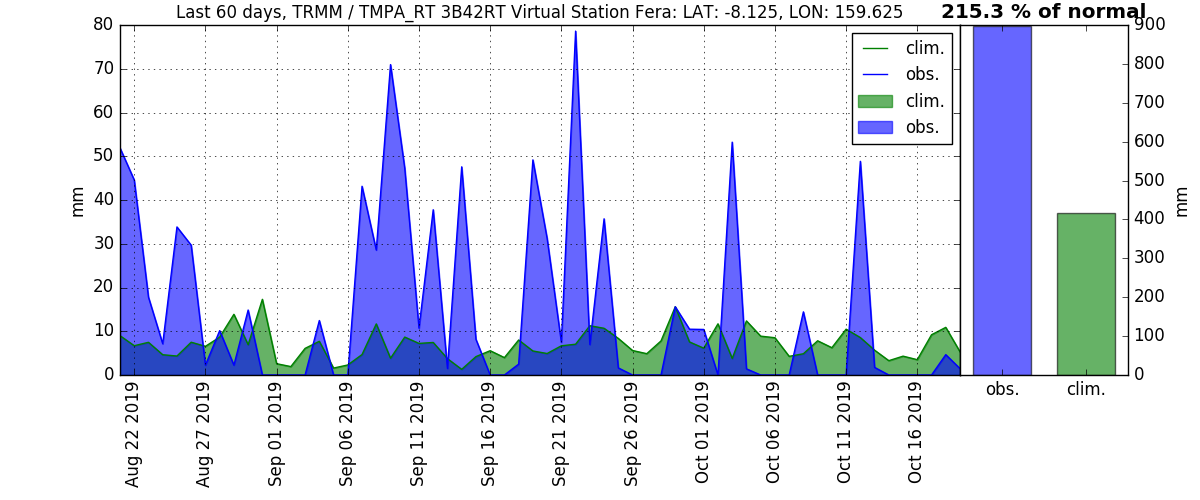 Last 60 days, TRMM / TMPA_RT 3B42RT Virtual Station Fera: LAT: -8.125, LON: 159.625
215.3 % of normal
80
70
60
50
40
30
20
10
0
mm
clim.
obs.
clim.
obs.
Aug 22 2019
Aug 27 2019
Sep 01 2019
Sep 06 2019
Sep 11 2019
Sep 16 2019
Sep 21 2019
Sep 26 2019
Oct 01 2019
Oct 06 2019
Oct 11 2019
Oct 16 2019
900
800
700
600
500
400
300
200
100
0
mm
obs.
clim.